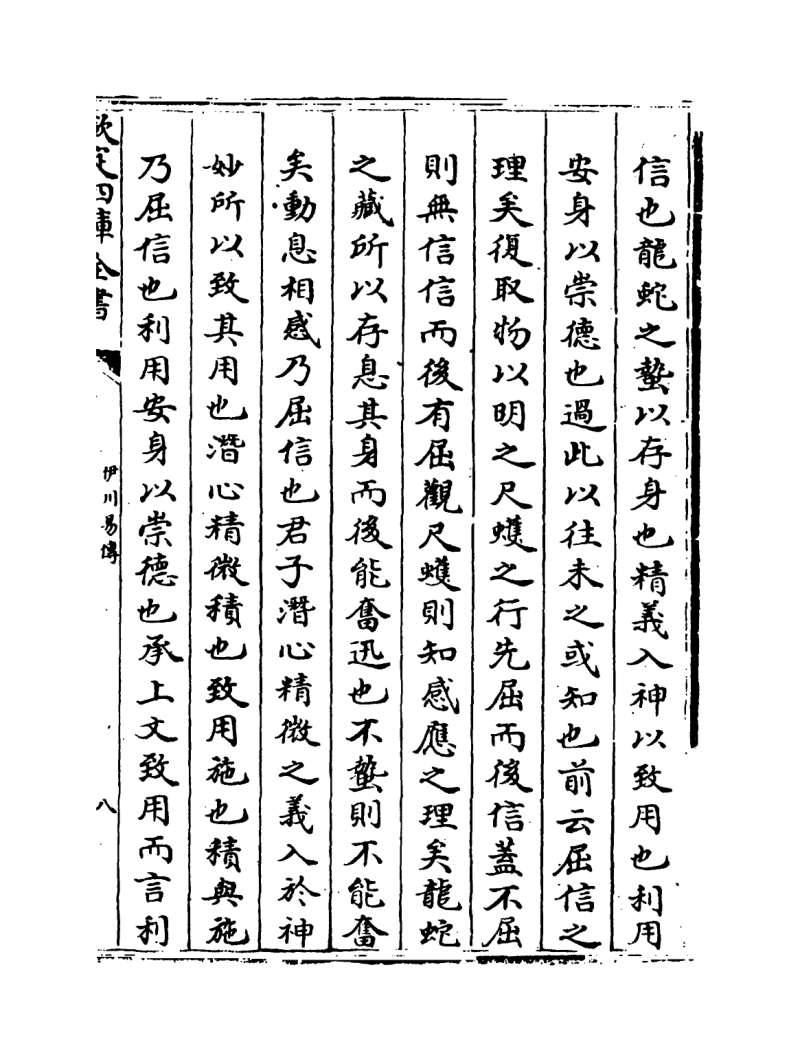 信也龍蛇之蟄以存身也精義入神以致用也利用
安身以崇德也過此以往未之或知也前云屈信之
理矣復取物以明之尺蠖之行先屈而後信蓋不屈
則無信信而後有屈觀尺蠖則知感應之理矣龍蛇
之藏所以存息其身而後能奮迅也不蟄則不能奮
矣動息相感乃屈信也君子潛心精微之義入於神
妙所以致其用也潛心精微積也致用施也積與施
乃屈信也利用安身以崇德也承上文致用而言利
欽定四庫全書
伊川易傳
八